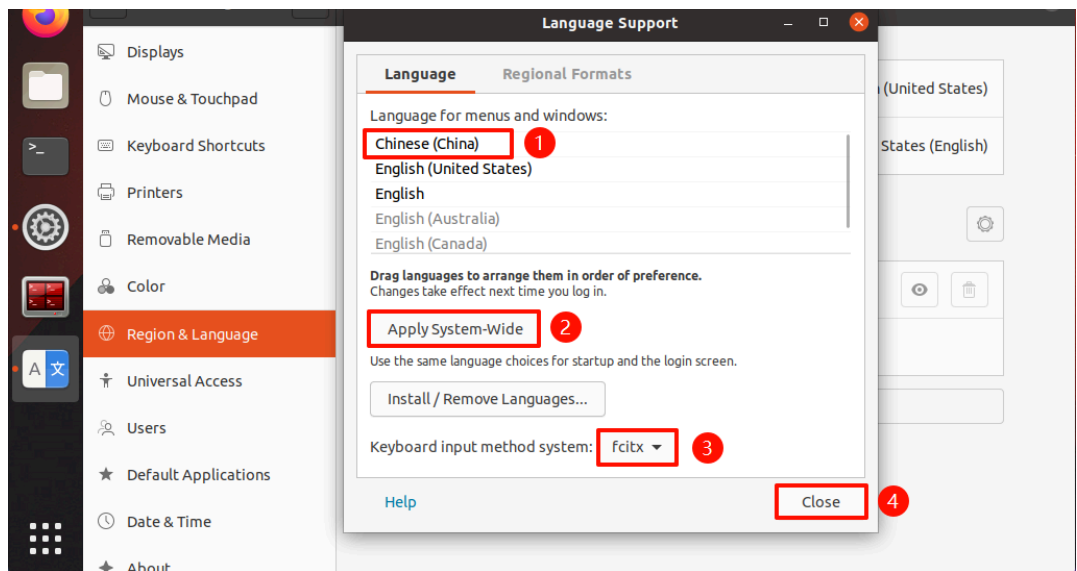 Language Support
Displays
Mouse & Touchpad
Keyboard Shortcuts
Printers
Removable Media
Color
Region & Language
Universal Access
Users
Default Applications
Date & Time
About
Language
Regional Formats
Language for menus and windows:
Chinese (China)
1
English (United States)
English
English (Australia)
English (Canada)
Drag languages to arrange them in order of preference.
Changes take effect next time you log in.
Apply System-Wide
2
Use the same language choices for startup and the login screen.
Install / Remove Languages...
Keyboard input method system:
fcitx
3
Help
Close
4
(United States)
States (English)
>_
A 文